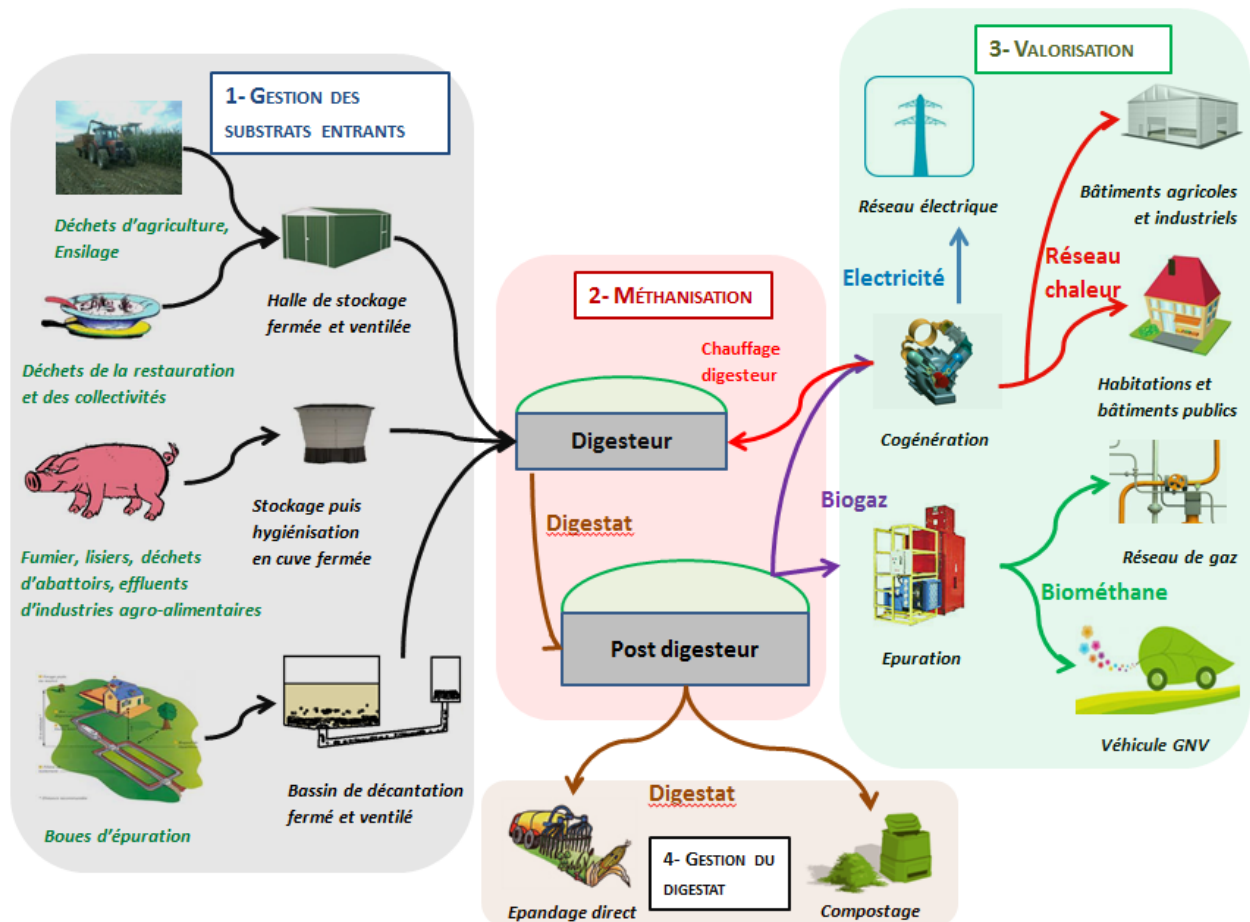 1- GESTION DES
SUBSTRATS ENTRANTS
Déchets d'agriculture,
Ensilage
Halle de stockage
fermée et ventilée
Déchets de la restauration
et des collectivités
Stockage puis
hygiénisation
en cuve fermée
Fumier, lisiers, déchets
d'abattoirs, effluents
d'industries agro-alimentaires
Bassin de décantation
fermé et ventilé
Boues d'épuration
2- MÉTHANISATION
Chauffage
digesteur
Digesteur
Digestat
Biogaz
Post digesteur
3- VALORISATION
Réseau électrique
Bâtiments agricoles
et industriels
Electricité
Réseau
chaleur
Cogénération
Habitations et
bâtiments publics
Réseau de gaz
Biométhane
Epuration
Véhicule GNV
Digestat
4- GESTION DU
DIGESTAT
Epandage direct
Compostage